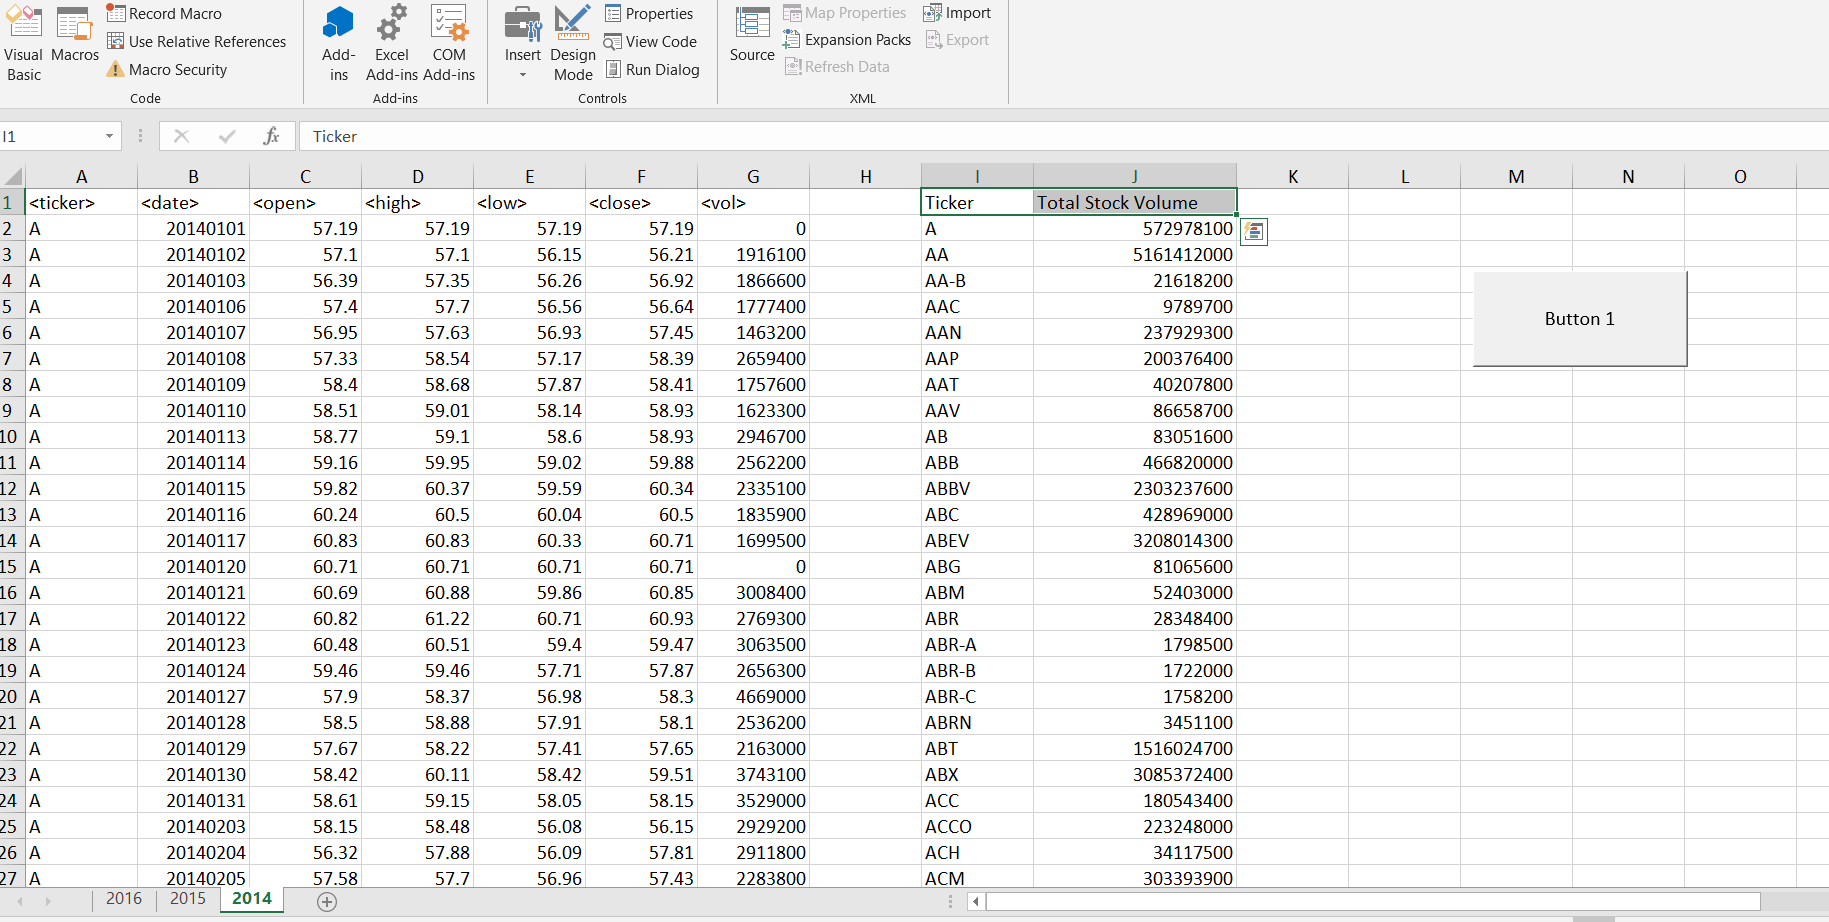 Visual Basic Macros Record Macro Use Relative References Macro Security Code
Add-ins Excel Add-ins COM Add-ins Add-ins
Insert Design Mode Properties View Code Run Dialog Controls
Source Map Properties Expansion Packs Refresh Data Import Export XML
I1 fx Ticker
A B C D E F G H I J K L M N O
1 <ticker> <date> <open> <high> <low> <close> <vol> Ticker Total Stock Volume
2 A 20140101 57.19 57.19 57.19 57.19 0 A 572978100
3 A 20140102 57.1 57.1 56.15 56.21 1916100 AA 5161412000
4 A 20140103 56.39 57.35 56.26 56.92 1866600 AA-B 21618200
5 A 20140106 57.4 57.7 56.56 56.64 1777400 AAC 9789700
6 A 20140107 56.95 57.63 56.93 57.45 1463200 AAN 237929300
Button 1
7 A 20140108 57.33 58.54 57.17 58.39 2659400 AAP 200376400
8 A 20140109 58.4 58.68 57.87 58.41 1757600 AAT 40207800
9 A 20140110 58.51 59.01 58.14 58.93 1623300 AAV 86658700
10 A 20140113 58.77 59.1 58.6 58.93 2946700 AB 83051600
11 A 20140114 59.16 59.95 59.02 59.88 2562200 ABB 466820000
12 A 20140115 59.82 60.37 59.59 60.34 2335100 ABBV 2303237600
13 A 20140116 60.24 60.5 60.04 60.5 1835900 ABC 428969000
14 A 20140117 60.83 60.83 60.33 60.71 1699500 ABEV 3208014300
15 A 20140120 60.71 60.71 60.71 60.71 0 ABG 81065600
16 A 20140121 60.69 60.88 59.86 60.85 3008400 ABM 52403000
17 A 20140122 60.82 61.22 60.71 60.93 2769300 ABR 28348400
18 A 20140123 60.48 60.51 59.4 59.47 3063500 ABR-A 1798500
19 A 20140124 59.46 59.46 57.71 57.87 2656300 ABR-B 1722000
20 A 20140127 57.9 58.37 56.98 58.3 4669000 ABR-C 1758200
21 A 20140128 58.5 58.88 57.91 58.1 2536200 ABRN 3451100
22 A 20140129 57.67 58.22 57.41 57.65 2163000 ABT 1516024700
23 A 20140130 58.42 60.11 58.42 59.51 3743100 ABX 3085372400
24 A 20140131 58.61 59.15 58.05 58.15 3529000 ACC 180543400
25 A 20140203 58.15 58.48 56.08 56.15 2929200 ACCO 223248000
26 A 20140204 56.32 57.88 56.09 57.81 2911800 ACH 34117500
27 A 20140205 57.58 57.7 56.96 57.43 2283800 ACM 303393900
2016 2015 2014